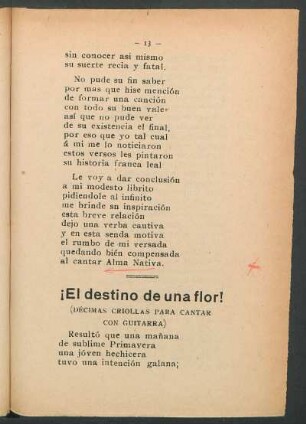 — 13 —
sin conocer asi mismo
su suerte recia y fatal.
No pude su fin saber
por mas que hise mención
de formar una canción
con todo su buen vale-
así que no pude ver
de su existencia el final,
por eso que yo tal cual
á mi me lo noticiaron
estos versos les pintaron
su historia franca leal
Le voy a dar conclusión
a mi modesto librito
pidiendole al infinito
me brinde su inspiración
esta breve relación
dejo una verba cautiva
y en esta senda motiva
el rumbo de mi versada
quedando bién compensada
al cantar Alma Nativa.
¡El destino de una flor!
(DÉCIMAS CRIOLLAS PARA CANTAR
CON GUITARRA)
Resultó que una mañana
de sublime Primavera
una jóven hechicera
tuvo una intención galana;